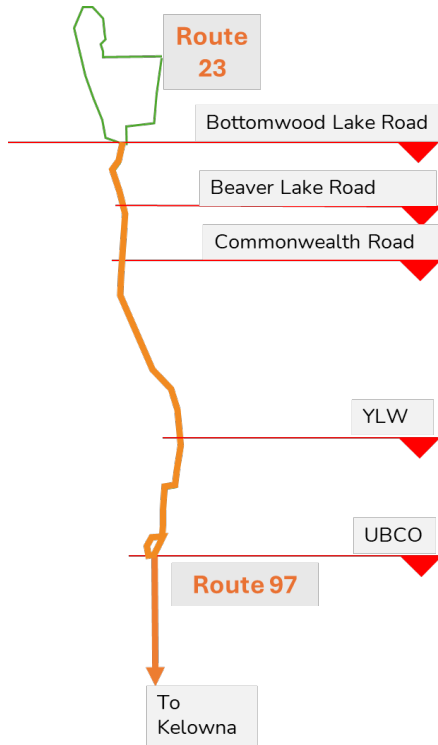 Route
23
Bottomwood Lake Road
Beaver Lake Road
Commonwealth Road
YLW
UBCO
Route 97
To
Kelowna